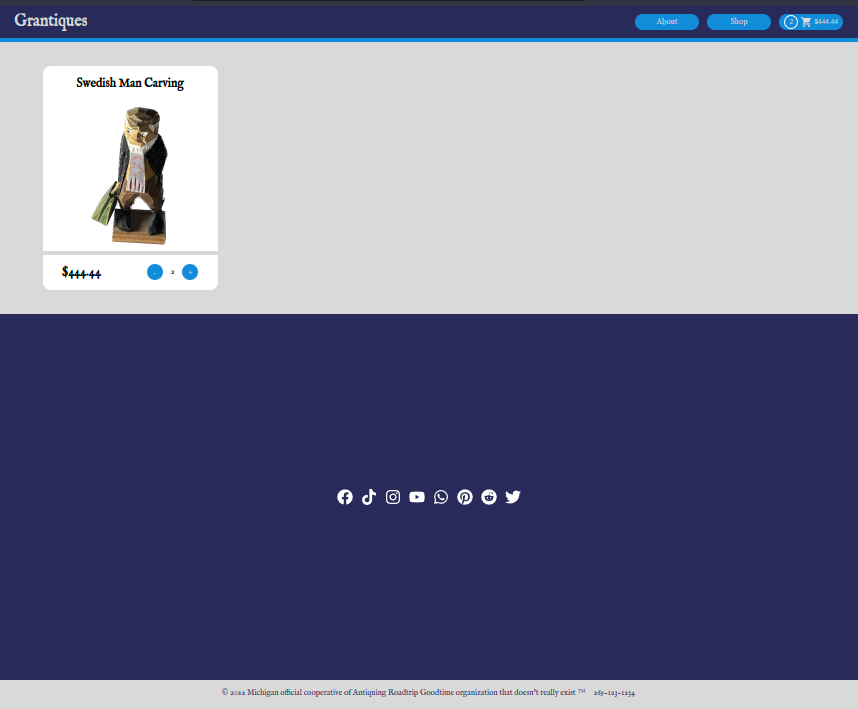 Grantiques
About
Shop
2 $444.44
Swedish Man Carving
$444.44
- 2 +
© 2022 Michigan official cooperative of Antiquing Roadtrip Goodtime organization that doesn't really exist ™ 269-123-1234